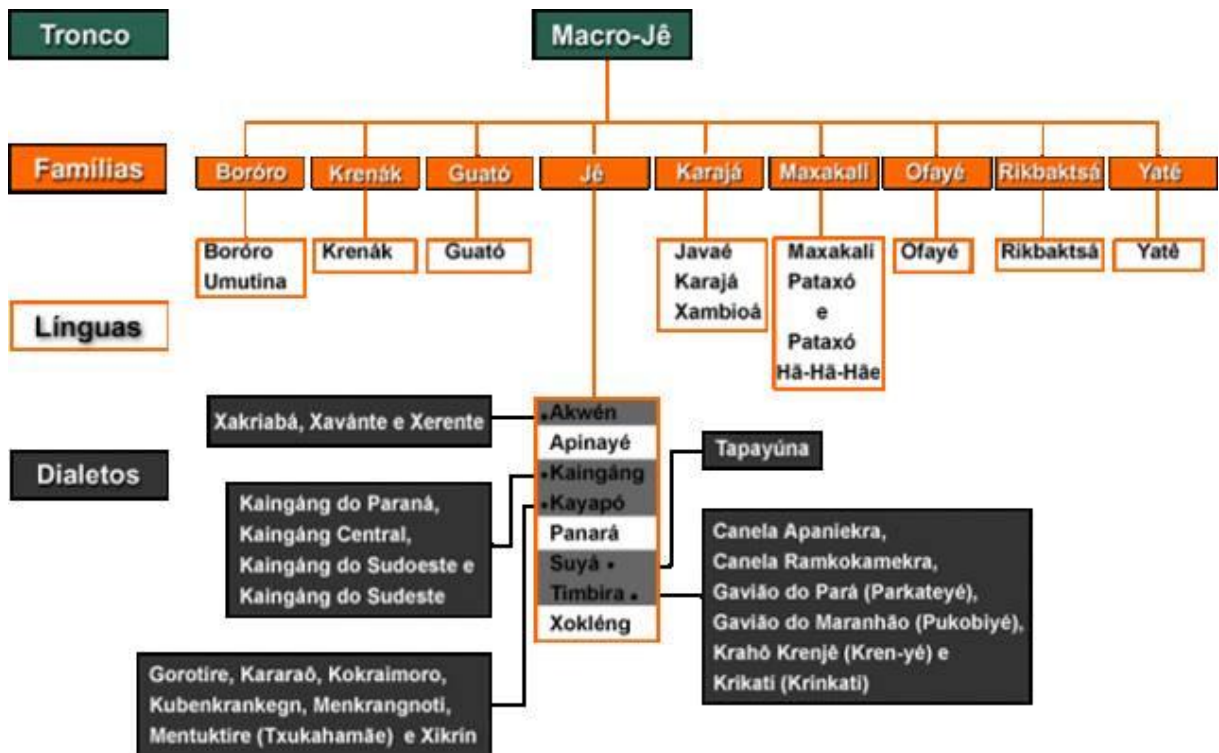 Tronco
Macro-Jê
Famílias
Boróro
Krenák
Guató
Jê
Karajá
Maxakali
Ofayé
Rikbaktsá
Yatê
Boróro
Umutina
Krenák
Guató
Javaé
Karajá
Xambioá
Maxakali
Pataxó
e
Pataxó
Hã-Hã-Hãe
Ofayé
Rikbaktsá
Yatê
Línguas
Xakriabá, Xavánte e Xerente
Akwén
Apinayé
Kaingáng
Kayapó
Panará
Suyá
Timbira
Xokléng
Tapayúna
Dialetos
Kaingáng do Paraná,
Kaingáng Central,
Kaingáng do Sudoeste e
Kaingáng do Sudeste
Canela Apaniekra,
Canela Ramkokamekra,
Gavião do Pará (Parkateyé),
Gavião do Maranhão (Pukobiyé),
Krahô Krenjê (Kren-yé) e
Krikati (Krinkati)
Gorotire, Kararaô, Kokraimoro,
Kubenkrankegn, Menkrangnoti,
Mentuktire (Txukahamãe) e Xikrin